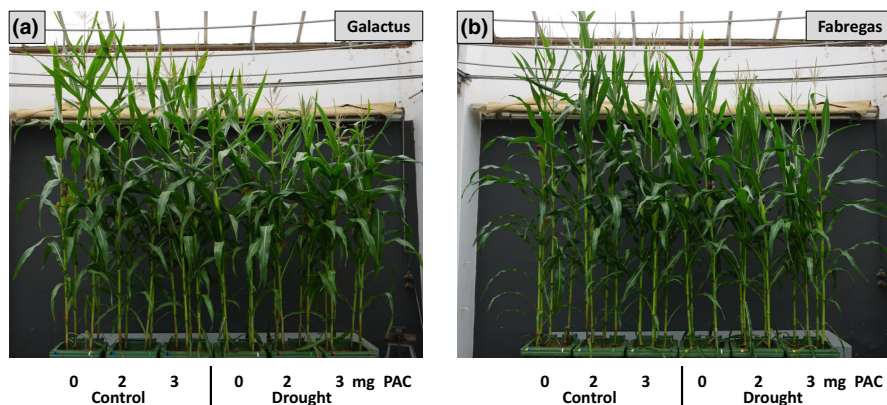 (a) Galactus
(b) Fabregas
0 2 3 0 2 3 mg PAC
Control Drought
0 2 3 0 2 3 mg PAC
Control Drought